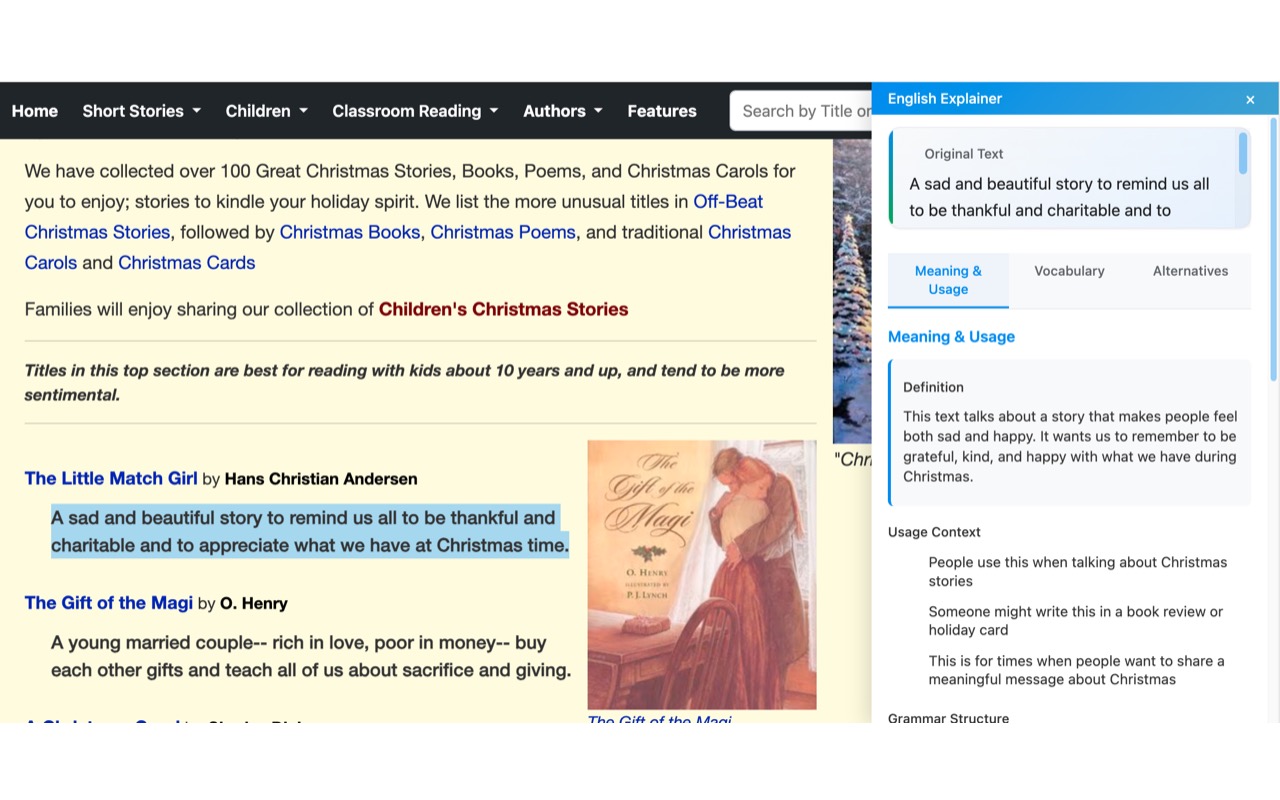 Home Short Stories Children Classroom Reading Authors Features Search by Title or
We have collected over 100 Great Christmas Stories, Books, Poems, and Christmas Carols for
you to enjoy; stories to kindle your holiday spirit. We list the more unusual titles in Off-Beat
Christmas Stories, followed by Christmas Books, Christmas Poems, and traditional Christmas
Carols and Christmas Cards
Families will enjoy sharing our collection of Children's Christmas Stories
Titles in this top section are best for reading with kids about 10 years and up, and tend to be more
sentimental.
The Little Match Girl by Hans Christian Andersen
A sad and beautiful story to remind us all to be thankful and
charitable and to appreciate what we have at Christmas time.
The Gift of the Magi by O. Henry
A young married couple-- rich in love, poor in money-- buy
each other gifts and teach all of us about sacrifice and giving.
The
Gift of the
Magi
O. HENRY
ILLUSTRATED BY
P. J. LYNCH
The Gift of the Magi
"Chr
English Explainer ×
Original Text
A sad and beautiful story to remind us all
to be thankful and charitable and to
Meaning &
Usage
Vocabulary
Alternatives
Meaning & Usage
Definition
This text talks about a story that makes people feel
both sad and happy. It wants us to remember to be
grateful, kind, and happy with what we have during
Christmas.
Usage Context
People use this when talking about Christmas
stories
Someone might write this in a book review or
holiday card
This is for times when people want to share a
meaningful message about Christmas
Grammar Structure